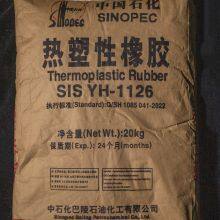 SINOPEC
中国石化
SINOPEC
热塑性橡胶
Thermoplastic Rubber
SIS YH-1126
执行标准(Standard):Q/SH 1085 041-2022
净含量(Net Wt.):20kg
保质期(Exp.):24个月(months)
中石化巴陵石油化工有限公司